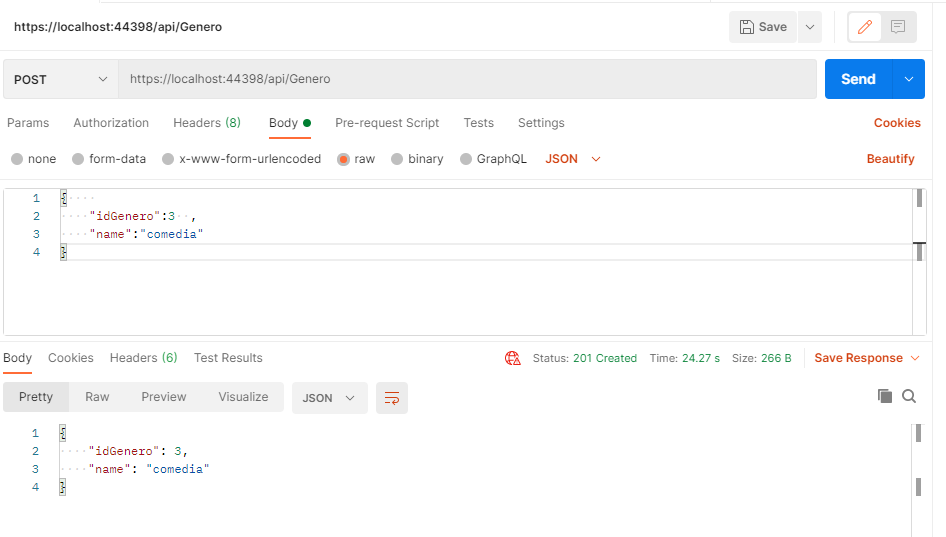 https://localhost:44398/api/Genero
Save
POST
https://localhost:44398/api/Genero
Send
Params Authorization Headers (8) Body Pre-request Script Tests Settings Cookies
none form-data x-www-form-urlencoded raw binary GraphQL JSON Beautify
1 {
2 "idGenero":3 ,
3 "name":"comedia"
4 }
Body Cookies Headers (6) Test Results Status: 201 Created Time: 24.27 s Size: 266 B Save Response
Pretty Raw Preview Visualize JSON
1 {
2 "idGenero": 3,
3 "name": "comedia"
4 }